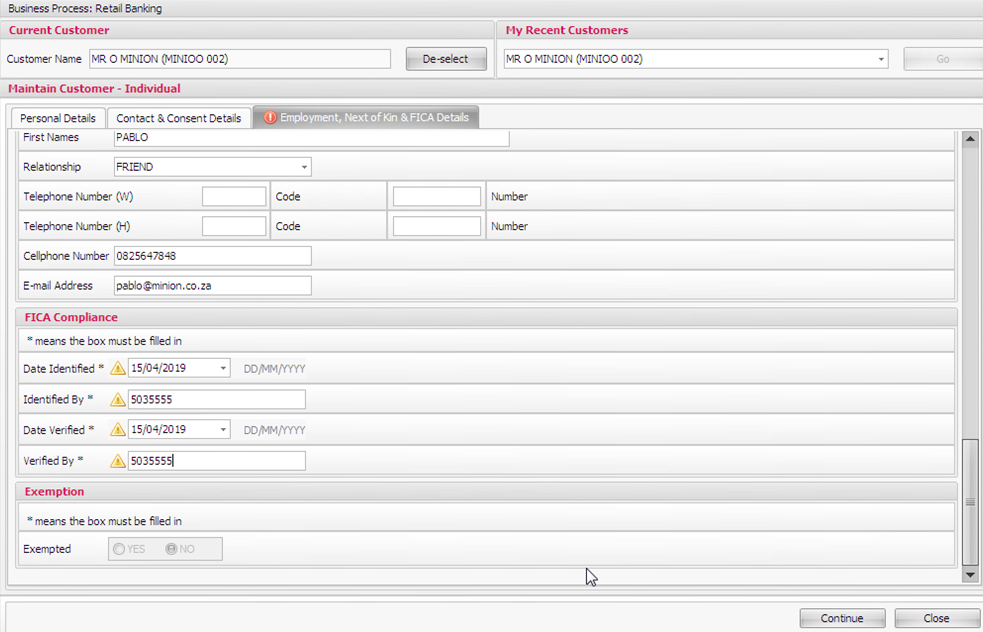 Business Process: Retail Banking
Current Customer
My Recent Customers
Customer Name MR O MINION (MINIOO 002) De-select
MR O MINION (MINIOO 002) Go
Maintain Customer - Individual
Personal Details Contact & Consent Details Employment, Next of Kin & FICA Details
First Names PABLO
Relationship FRIEND
Telephone Number (W) Code Number
Telephone Number (H) Code Number
Cellphone Number 0825647848
E-mail Address pablo@minion.co.za
FICA Compliance
* means the box must be filled in
Date Identified * 15/04/2019 DD/MM/YYYY
Identified By * 5035555
Date Verified * 15/04/2019 DD/MM/YYYY
Verified By * 5035555
Exemption
* means the box must be filled in
Exempted YES NO
Continue Close